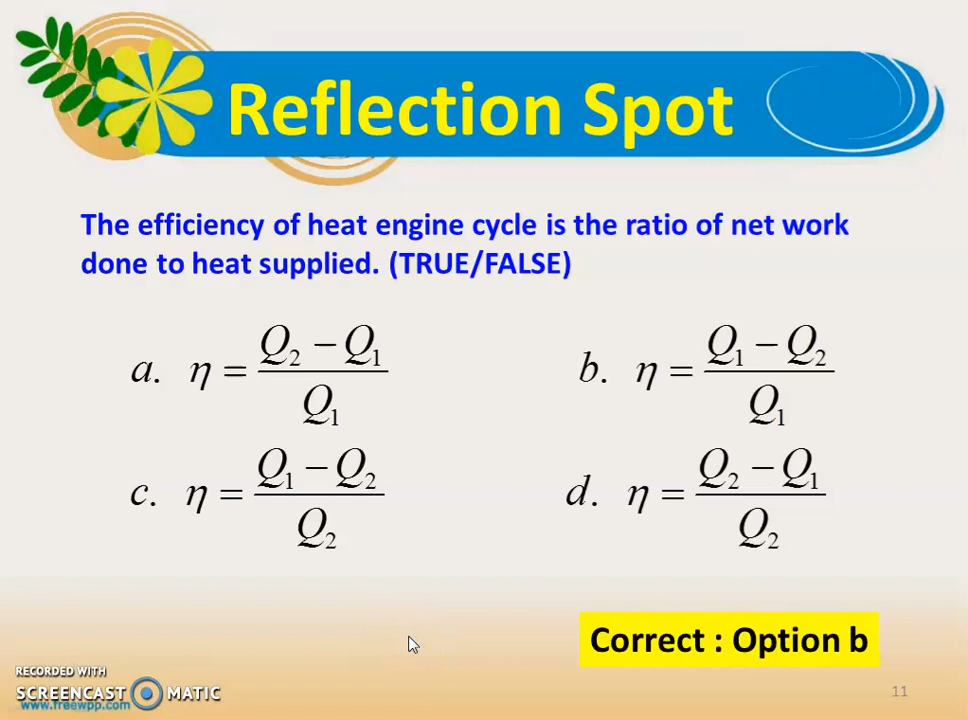 Reflection Spot
The efficiency of heat engine cycle is the ratio of net work
done to heat supplied. (TRUE/FALSE)
a. η = (Q₂ − Q₁) / Q₁
b. η = (Q₁ − Q₂) / Q₁
c. η = (Q₁ − Q₂) / Q₂
d. η = (Q₂ − Q₁) / Q₂
Correct : Option b
RECORDED WITH
SCREENCAST MATIC
www.freewpp.com
11